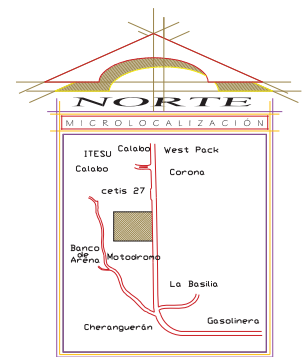 NORTE
MICROLOCALIZACIÓN
Calabo
West Pack
ITESU
Calabo
Corona
cetis 27
Banco
de
Arena
Motodromo
La Basilia
Gasolinera
Cheranguerán